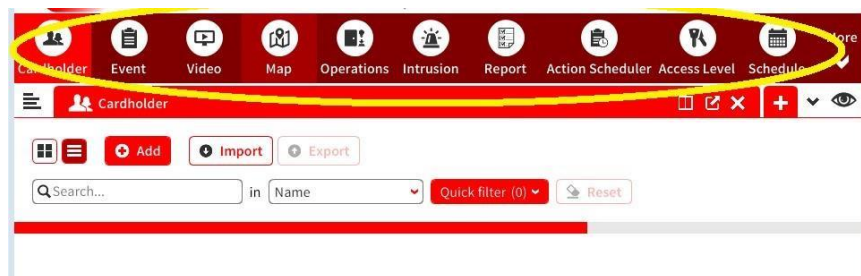 Cardholder Event Video Map Operations Intrusion Report Action Scheduler Access Level Schedule More
Cardholder
Add Import Export
Search... in Name Quick filter (0) Reset